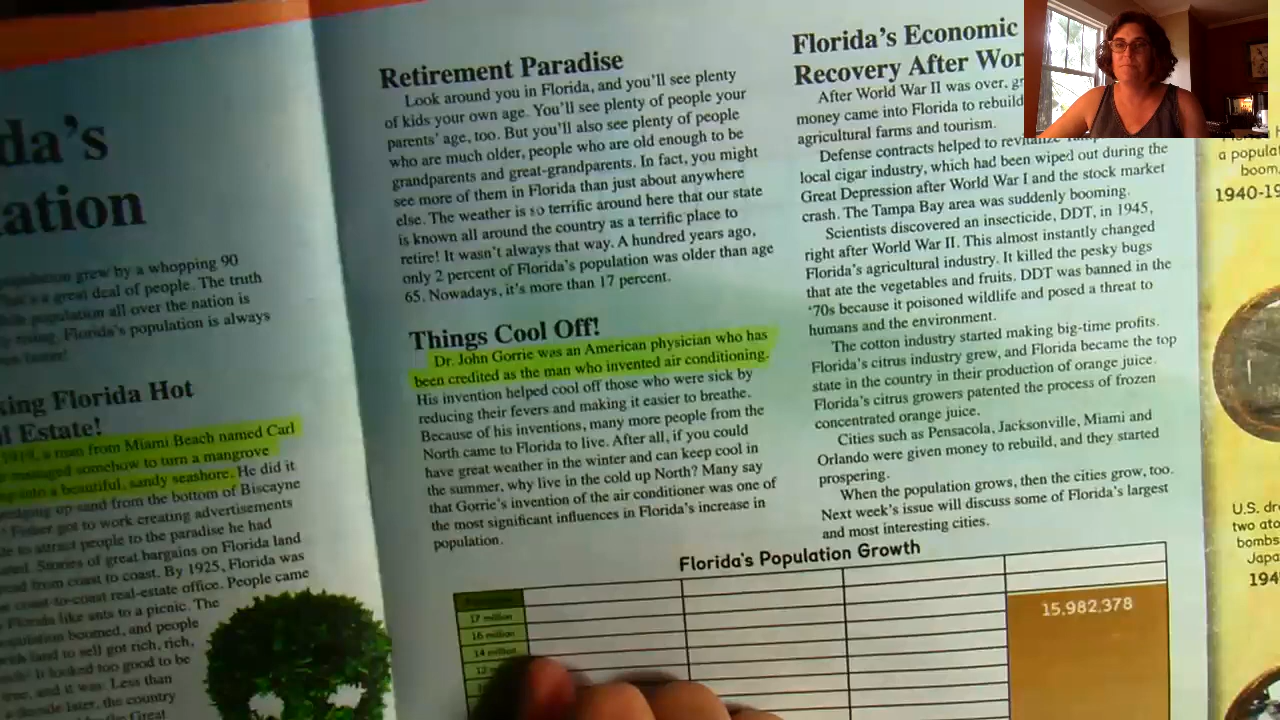 da's
ation
population grew by a whopping 90
a great deal of people. The truth
population all over the nation is
Florida's population is always
king Florida Hot
l Estate!
1919, a man from Miami Beach named Carl
managed somehow to turn a mangrove
into a beautiful, sandy seashore. He did it
up sand from the bottom of Biscayne
Fisher got to work creating advertisements
to attract people to the paradise he had
Stories of great bargains on Florida land
from coast to coast. By 1925, Florida was
coast-to-coast real-estate office. People came
Florida like ants to a picnic. The
population boomed, and people
with land to sell got rich, rich,
It looked too good to be
true, and it was. Less than
later, the country
the Great
Retirement Paradise
Look around you in Florida, and you'll see plenty
of kids your own age. You'll see plenty of people your
parents' age, too. But you'll also see plenty of people
who are much older, people who are old enough to be
grandparents and great-grandparents. In fact, you might
see more of them in Florida than just about anywhere
else. The weather is so terrific around here that our state
is known all around the country as a terrific place to
retire! It wasn't always that way. A hundred years ago,
only 2 percent of Florida's population was older than age
65. Nowadays, it's more than 17 percent.
Things Cool Off!
Dr. John Gorrie was an American physician who has
been credited as the man who invented air conditioning.
His invention helped cool off those who were sick by
reducing their fevers and making it easier to breathe.
Because of his inventions, many more people from the
North came to Florida to live. After all, if you could
have great weather in the winter and can keep cool in
the summer, why live in the cold up North? Many say
that Gorrie's invention of the air conditioner was one of
the most significant influences in Florida's increase in
population.
Florida's Economic
Recovery After Wor
After World War II was over,
money came into Florida to rebuild
agricultural farms and tourism.
Defense contracts helped to revitalize
local cigar industry, which had been wiped out during the
Great Depression after World War I and the stock market
crash. The Tampa Bay area was suddenly booming.
Scientists discovered an insecticide, DDT, in 1945,
right after World War II. This almost instantly changed
Florida's agricultural industry. It killed the pesky bugs
that ate the vegetables and fruits. DDT was banned in the
'70s because it poisoned wildlife and posed a threat to
humans and the environment.
The cotton industry started making big-time profits.
Florida's citrus industry grew, and Florida became the top
state in the country in their production of orange juice.
Florida's citrus growers patented the process of frozen
concentrated orange juice.
Cities such as Pensacola, Jacksonville, Miami and
Orlando were given money to rebuild, and they started
prospering.
When the population grows, then the cities grow, too.
Next week's issue will discuss some of Florida's largest
and most interesting cities.
Florida's Population Growth
17 million
16 million
14 million
12
15,982,378
a populat
boom.
1940-19
U.S. dr
two ato
bombs
Japa
194